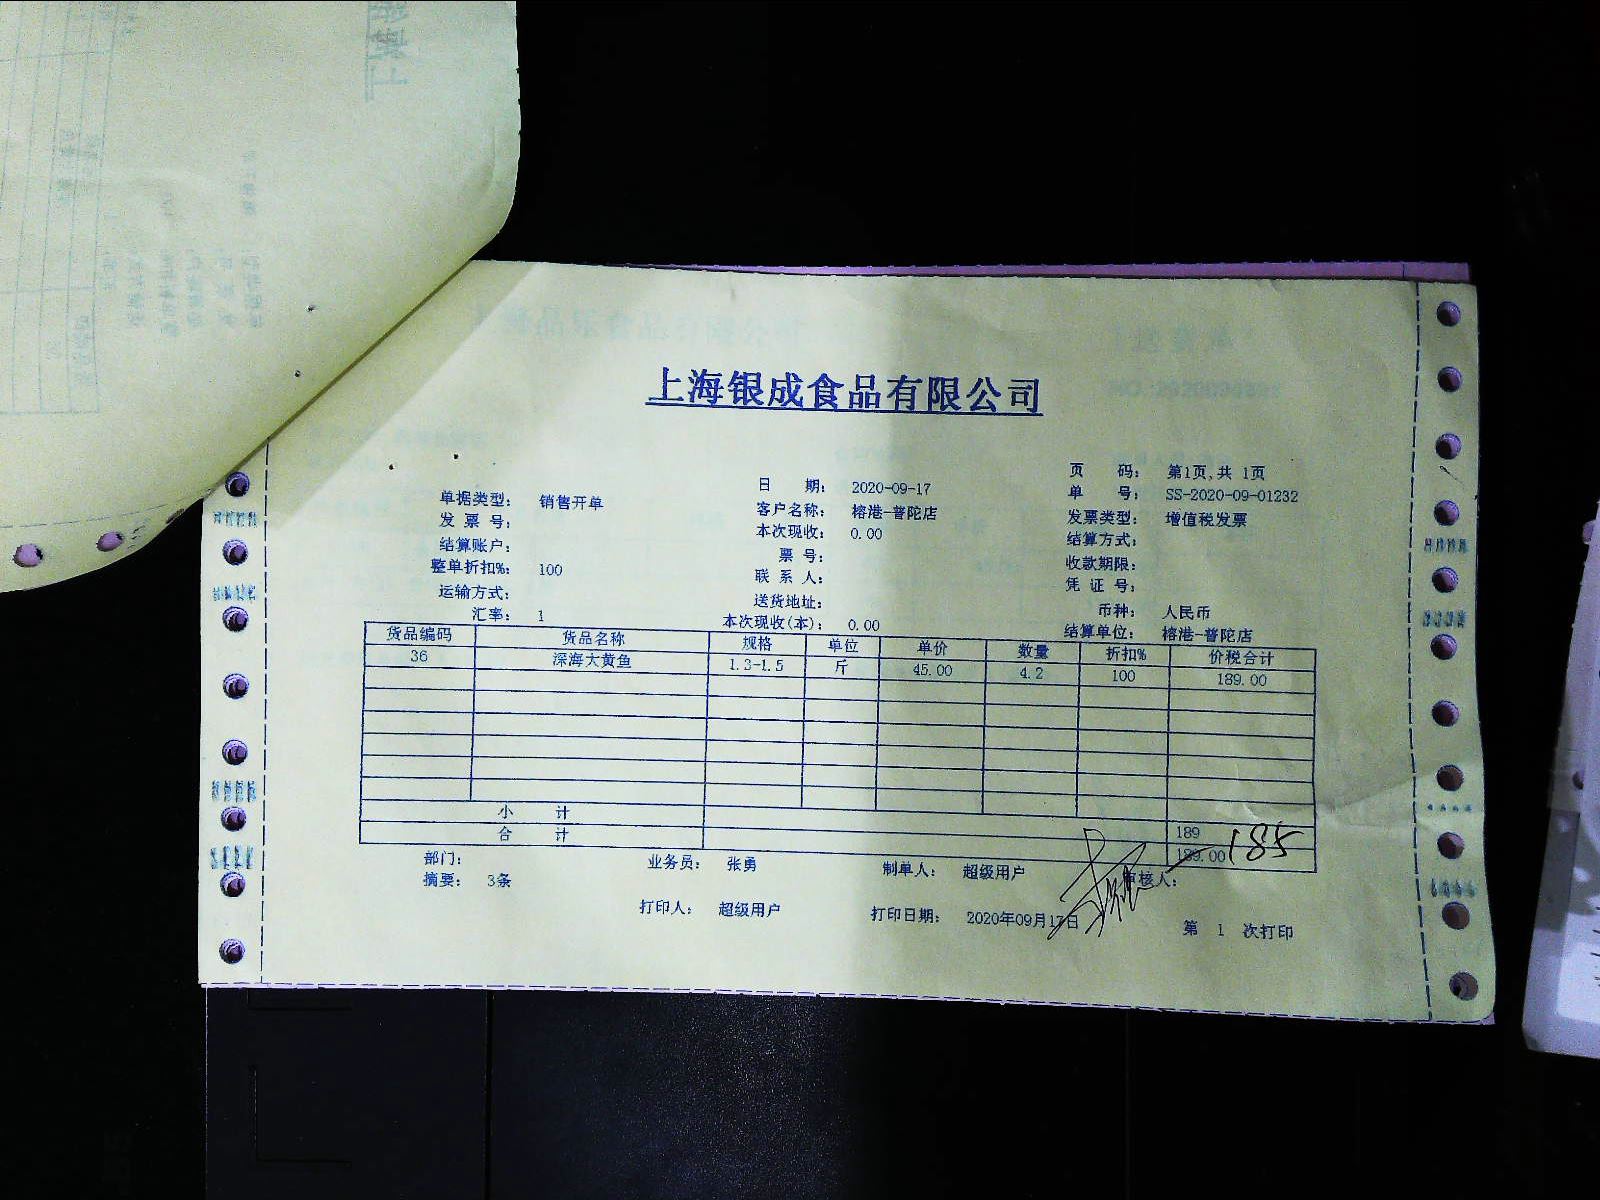 上海银成食品有限公司
页 码： 第1页,共 1页
单据类型： 销售开单 日 期： 2020-09-17 单 号： SS-2020-09-01232
发 票 号： 客户名称： 榕港-普陀店 发票类型： 增值税发票
结算账户： 本次现收： 0.00 结算方式：
整单折扣%： 100 票 号： 收款期限：
运输方式： 联 系 人： 凭 证 号：
汇率： 1 送货地址： 币种： 人民币
本次现收(本)： 0.00 结算单位： 榕港-普陀店
货品编码 货品名称 规格 单位 单价 数量 折扣% 价税合计
36 深海大黄鱼 1.3-1.5 斤 45.00 4.2 100 189.00
小 计 189
合 计 189.00 185
部门： 业务员： 张勇 制单人： 超级用户 审核人：
摘要： 3条
打印人： 超级用户 打印日期： 2020年09月17日 第 1 次打印